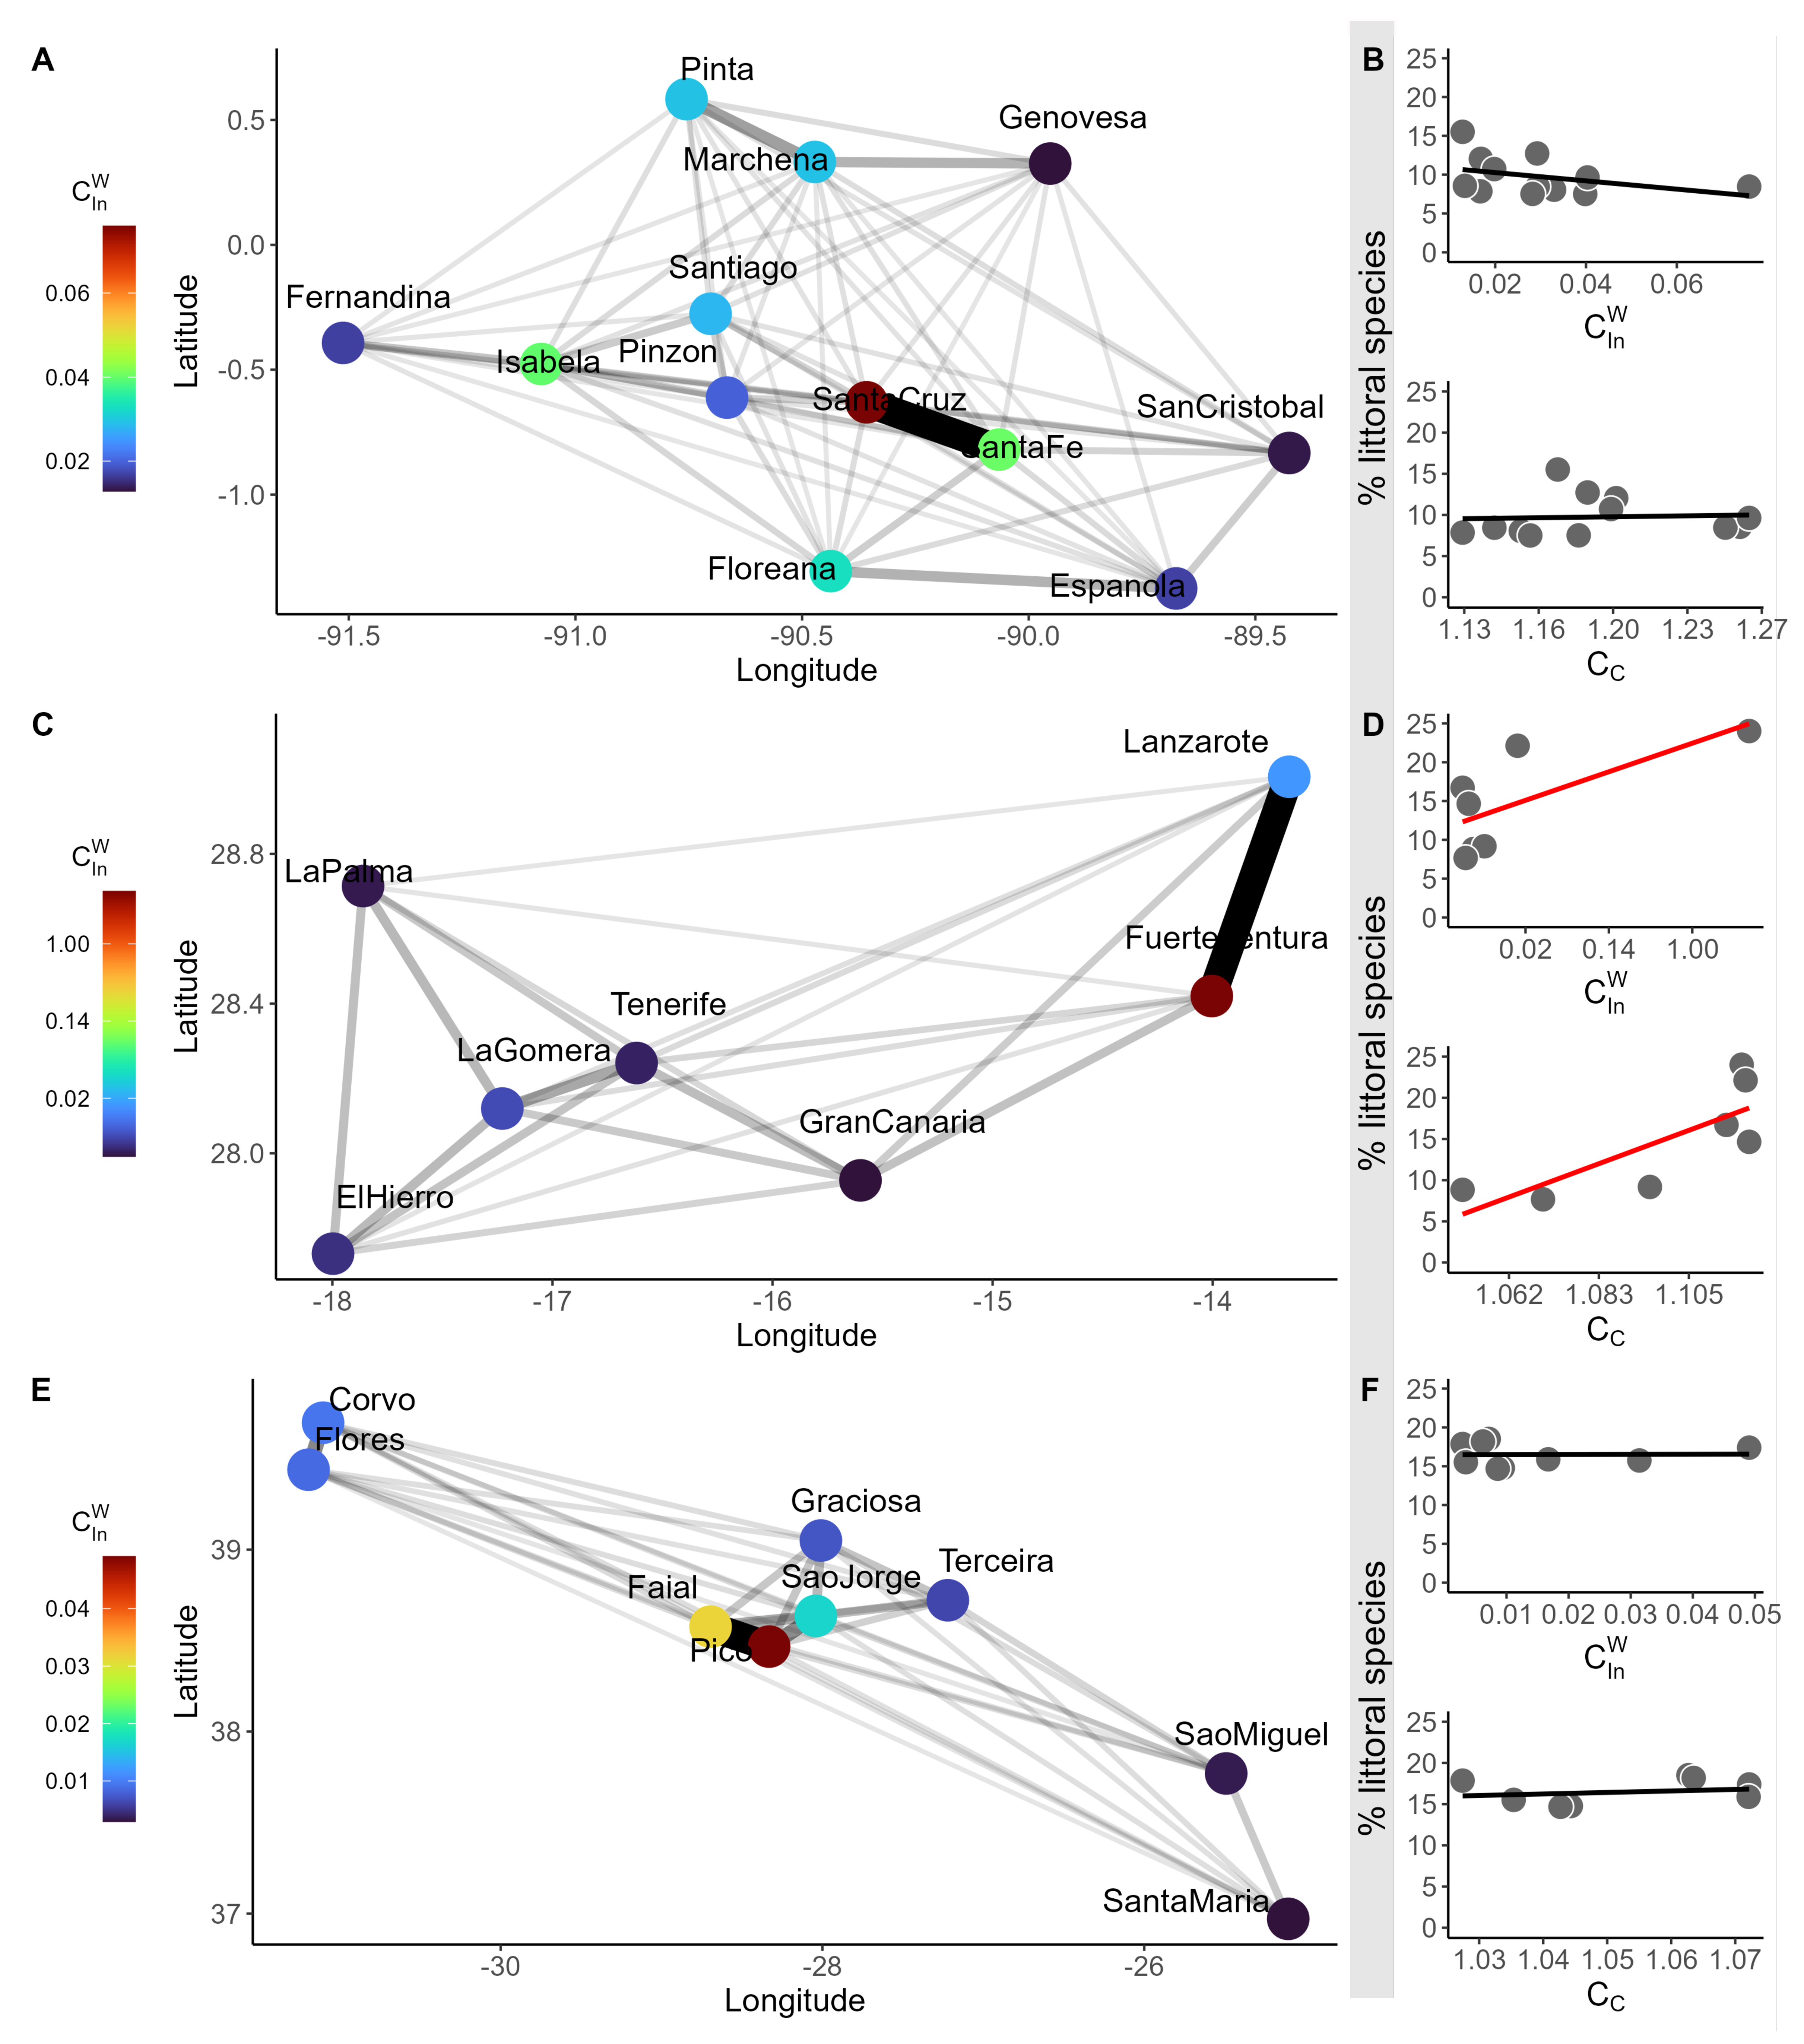 A
C^W_In
0.06
0.04
0.02
Latitude
0.5
0.0
-0.5
-1.0
Pinta
Genovesa
Marchena
Santiago
Fernandina
Isabela
Pinzon
SantaCruz
SanCristobal
SantaFe
Floreana
Espanola
-91.5 -91.0 -90.5 -90.0 -89.5
Longitude
B
% littoral species
25
20
15
10
5
0
0.02 0.04 0.06
C^W_In
25
20
15
10
5
0
1.13 1.16 1.20 1.23 1.27
C_C
C
C^W_In
1.00
0.14
0.02
Latitude
28.8
28.4
28.0
Lanzarote
LaPalma
Fuerteventura
Tenerife
LaGomera
GranCanaria
ElHierro
-18 -17 -16 -15 -14
Longitude
D
% littoral species
25
20
15
10
5
0
0.02 0.14 1.00
C^W_In
25
20
15
10
5
0
1.062 1.083 1.105
C_C
E
C^W_In
0.04
0.03
0.02
0.01
Latitude
39
38
37
Corvo
Flores
Graciosa
Terceira
SaoJorge
Faial
Pico
SaoMiguel
SantaMaria
-30 -28 -26
Longitude
F
% littoral species
25
20
15
10
5
0
0.01 0.02 0.03 0.04 0.05
C^W_In
25
20
15
10
5
0
1.03 1.04 1.05 1.06 1.07
C_C